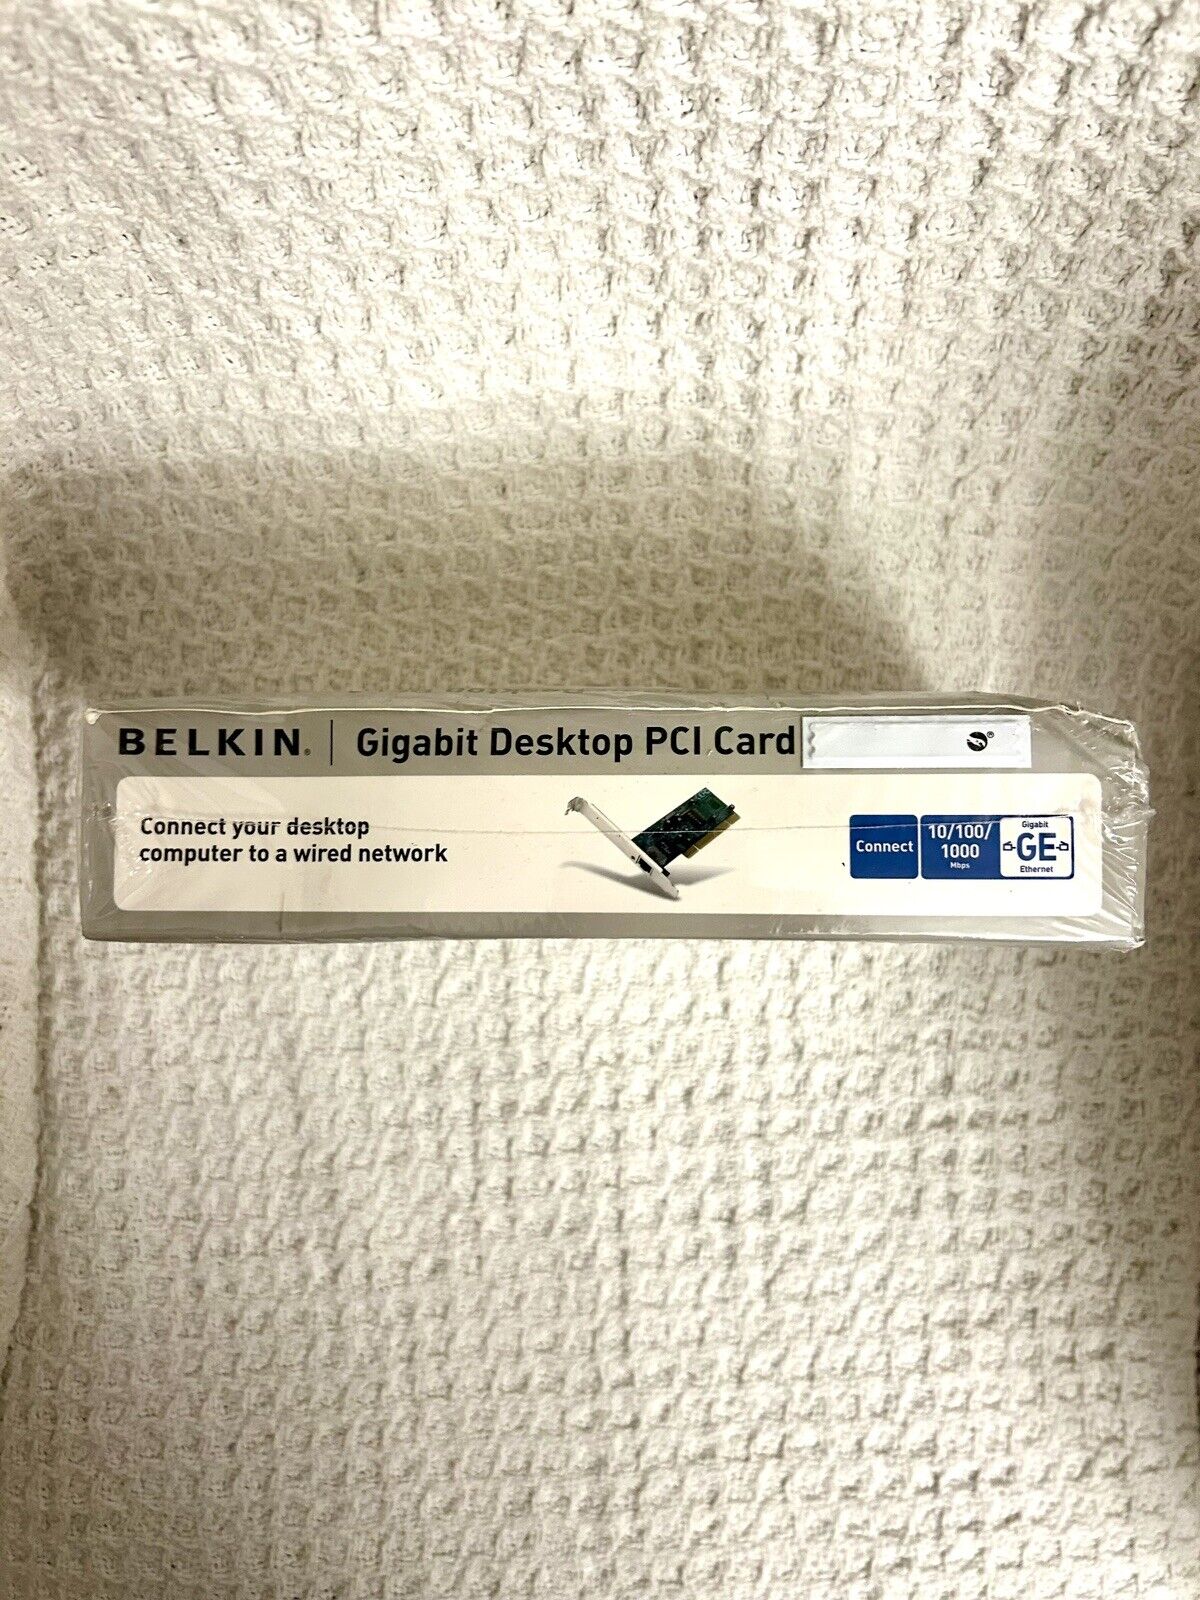 BELKIN® | Gigabit Desktop PCI Card
Connect your desktop
computer to a wired network
Connect
10/100/
1000
Mbps
Gigabit
GE
Ethernet